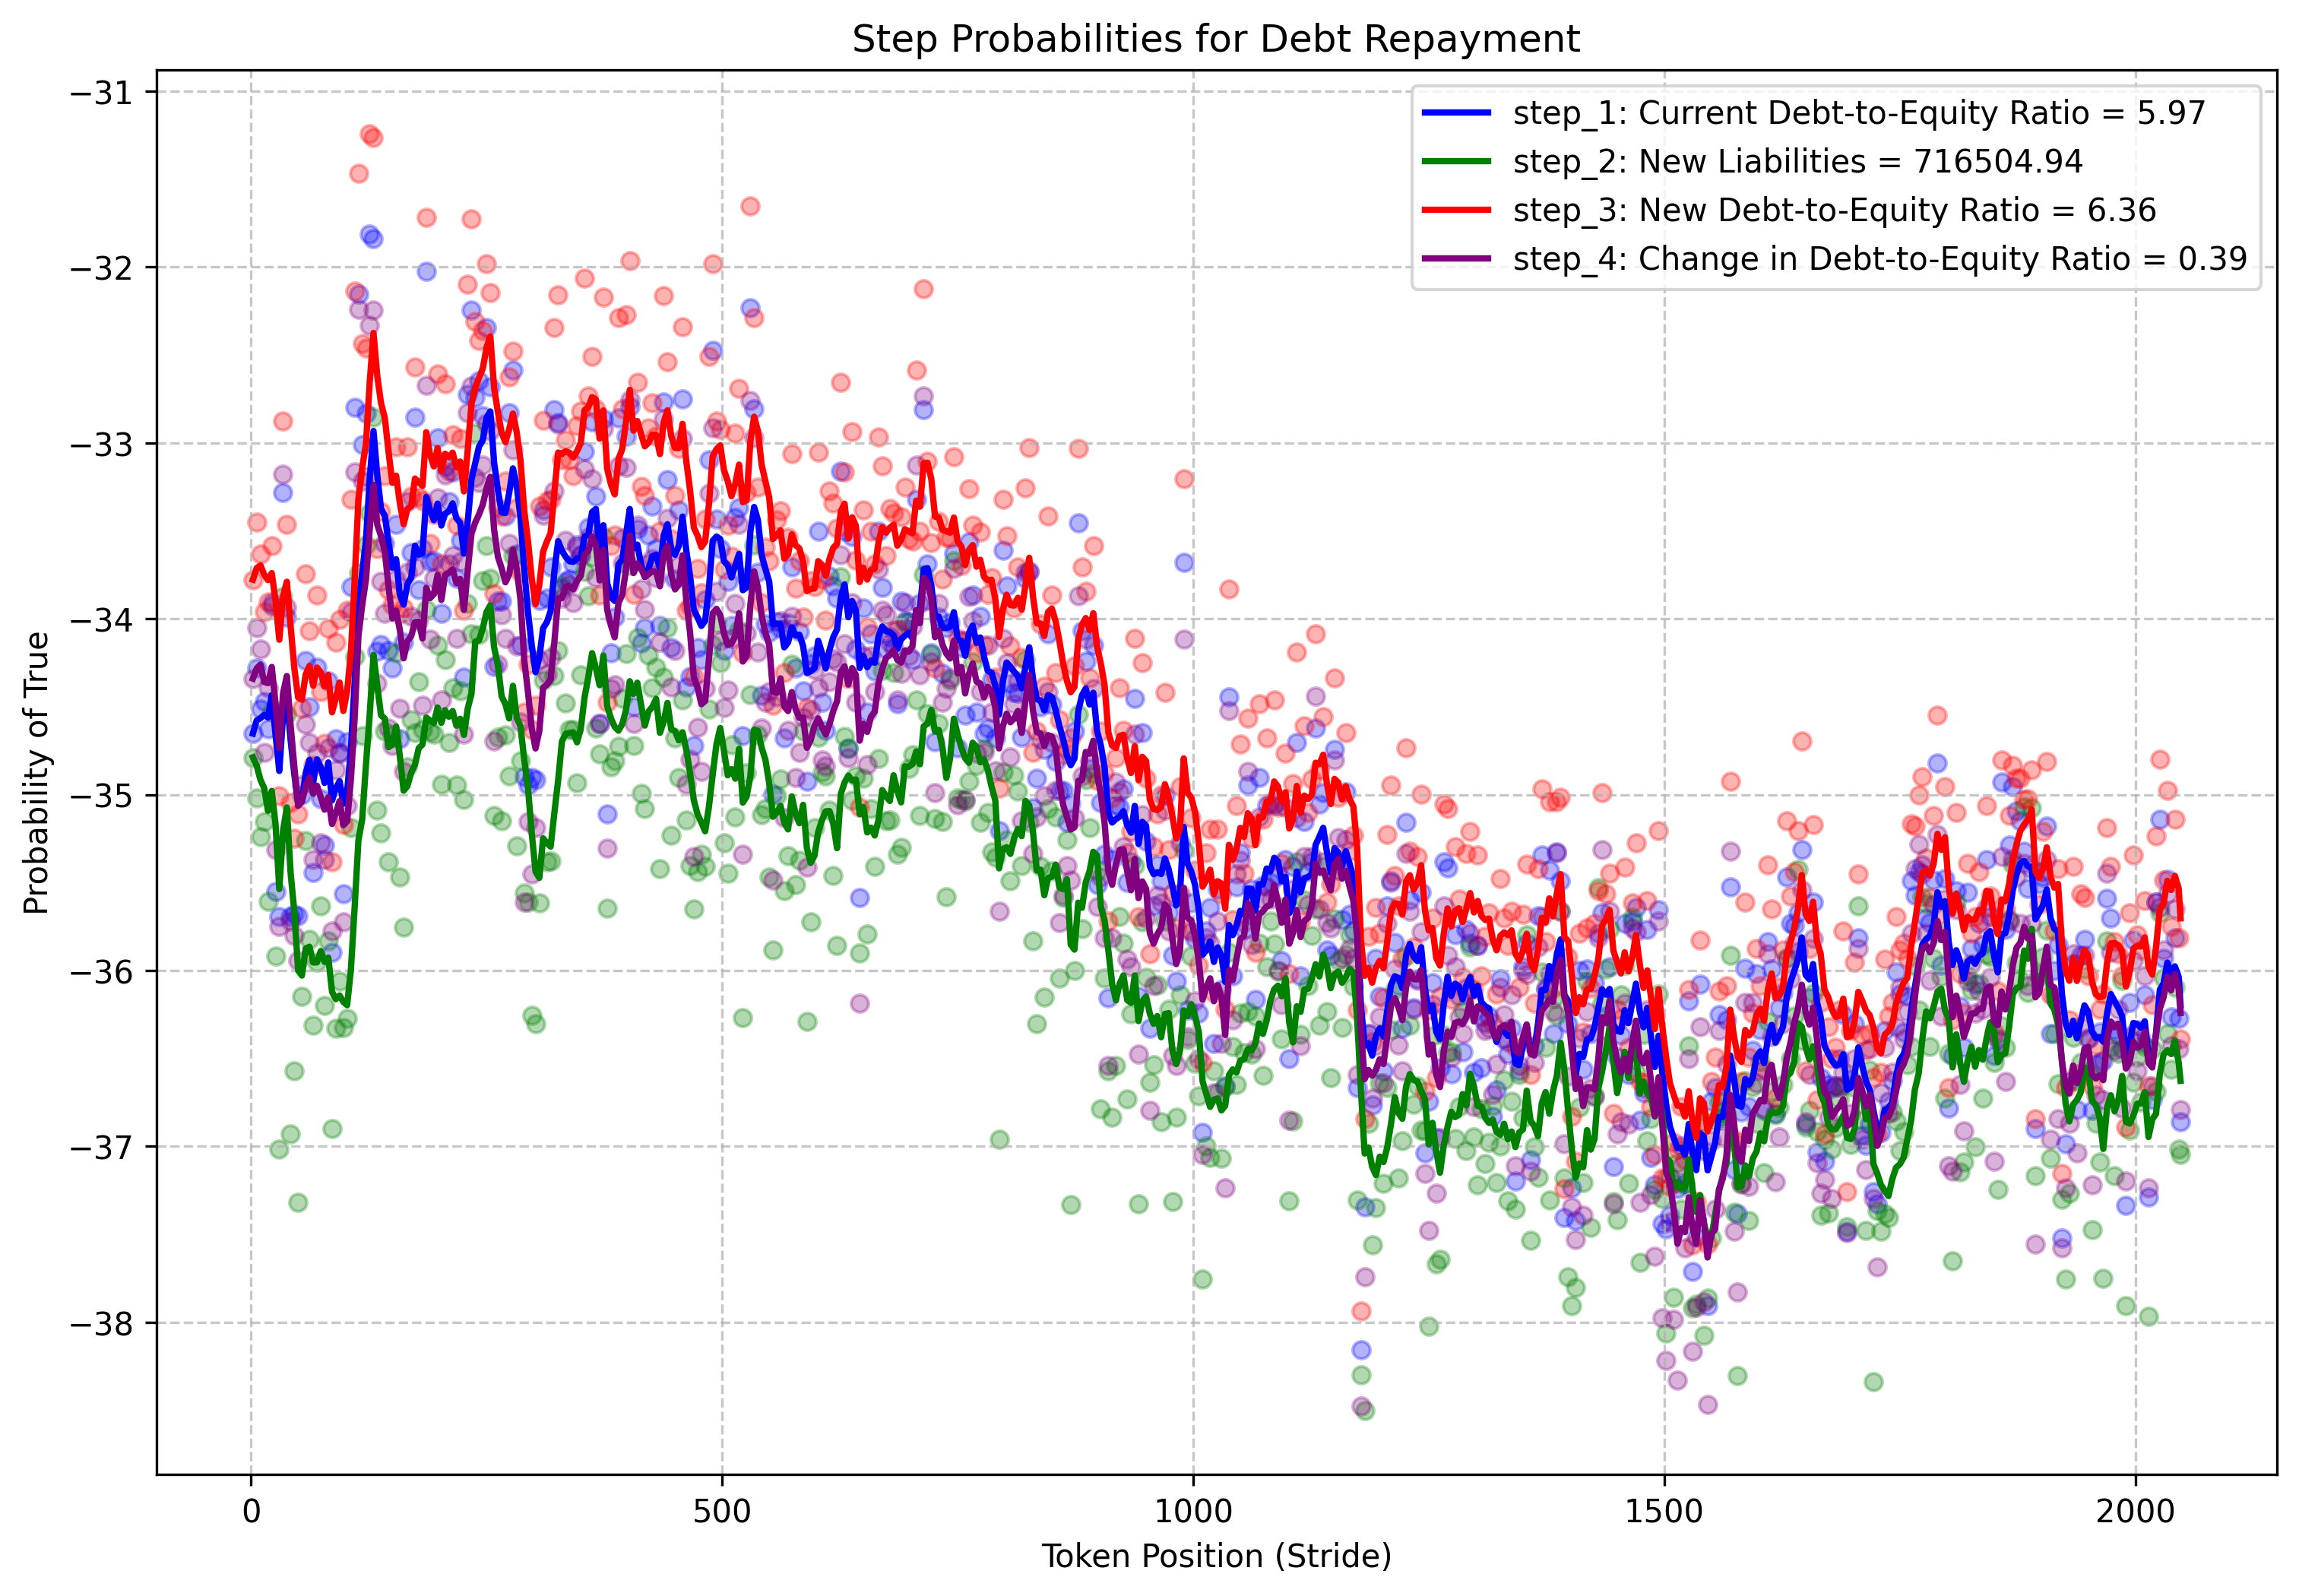 Step Probabilities for Debt Repayment
−31
−32
−33
−34
−35
−36
−37
−38
Probability of True
step_1: Current Debt-to-Equity Ratio = 5.97
step_2: New Liabilities = 716504.94
step_3: New Debt-to-Equity Ratio = 6.36
step_4: Change in Debt-to-Equity Ratio = 0.39
0
500
1000
1500
2000
Token Position (Stride)